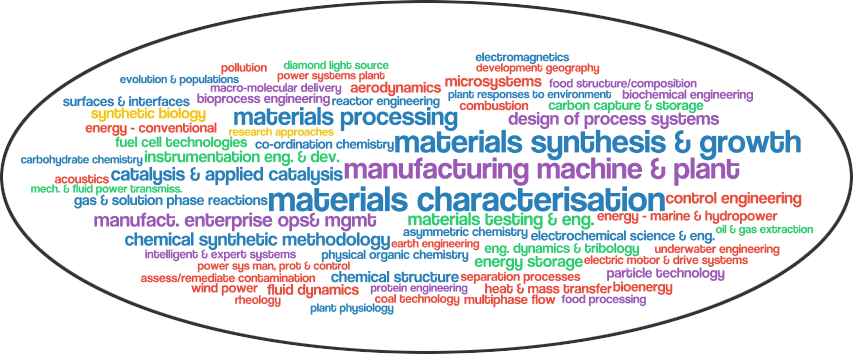 electromagnetics
pollution diamond light source development geography
evolution & populations power systems plant
macro-molecular delivery aerodynamics microsystems food structure/composition
surfaces & interfaces bioprocess engineering reactor engineering plant responses to environment biochemical engineering
synthetic biology materials processing combustion carbon capture & storage
energy - conventional research approaches design of process systems
fuel cell technologies co-ordination chemistry materials synthesis & growth
carbohydrate chemistry instrumentation eng. & dev. manufacturing machine & plant
acoustics catalysis & applied catalysis
mech. & fluid power transmiss.
gas & solution phase reactions materials characterisation control engineering
manufact. enterprise ops& mgmt materials testing & eng. energy - marine & hydropower
chemical synthetic methodology asymmetric chemistry electrochemical science & eng. oil & gas extraction
earth engineering eng. dynamics & tribology underwater engineering
intelligent & expert systems physical organic chemistry energy storage electric motor & drive systems
power sys man, prot & control particle technology
assess/remediate contamination chemical structure separation processes
wind power fluid dynamics protein engineering heat & mass transfer bioenergy
rheology coal technology multiphase flow food processing
plant physiology